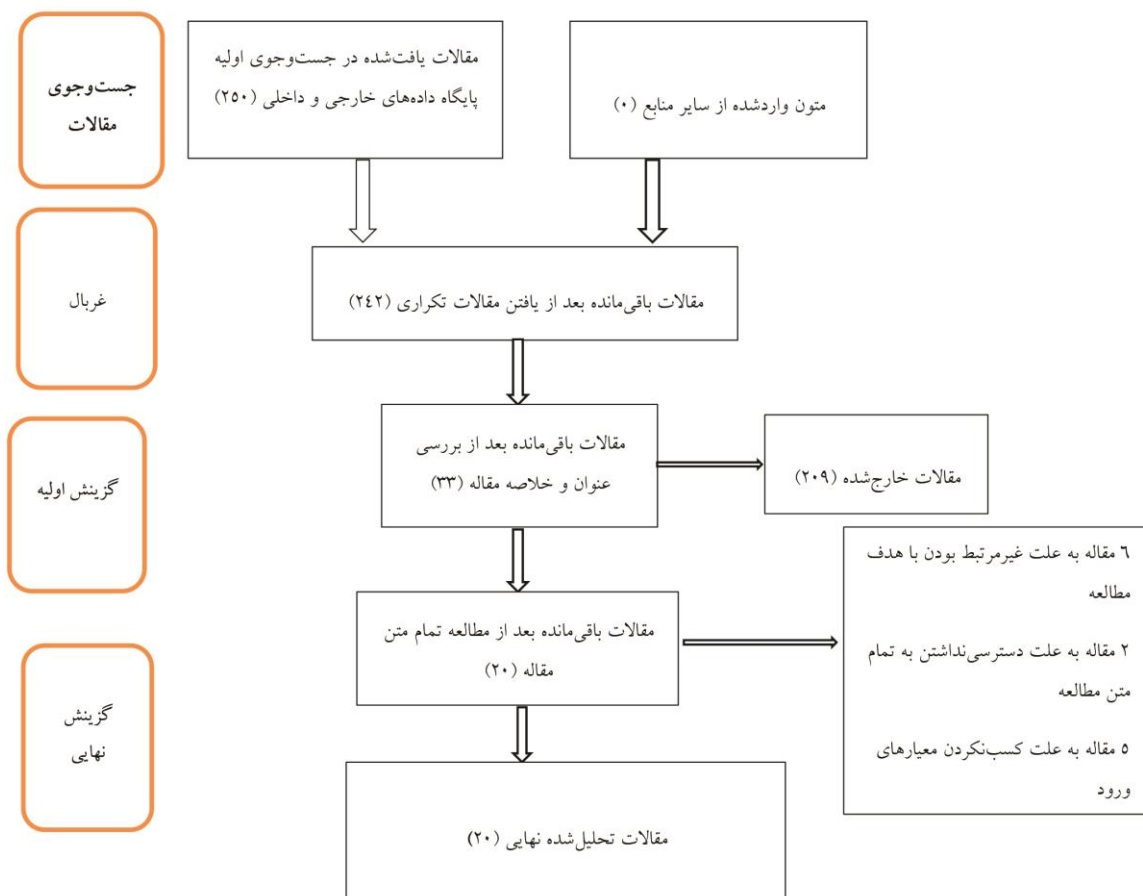 جست‌وجوی
مقالات
مقالات یافت‌شده در جست‌وجوی اولیه
پایگاه داده‌های خارجی و داخلی (۲۵۰)
متون واردشده از سایر منابع (۰)
غربال
مقالات باقی‌مانده بعد از یافتن مقالات تکراری (۲٤۲)
گزینش اولیه
مقالات باقی‌مانده بعد از بررسی
عنوان و خلاصه مقاله (۳۳)
مقالات خارج‌شده (۲۰۹)
گزینش
نهایی
مقالات باقی‌مانده بعد از مطالعه تمام متن
مقاله (۲۰)
٦ مقاله به علت غیرمرتبط بودن با هدف
مطالعه
۲ مقاله به علت دسترسی‌نداشتن به تمام
متن مطالعه
۵ مقاله به علت کسب‌نکردن معیارهای
ورود
مقالات تحلیل‌شده نهایی (۲۰)